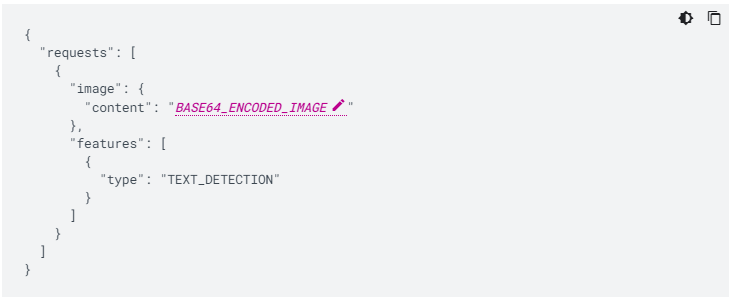 {
  "requests": [
    {
      "image": {
        "content": "BASE64_ENCODED_IMAGE"
      },
      "features": [
        {
          "type": "TEXT_DETECTION"
        }
      ]
    }
  ]
}